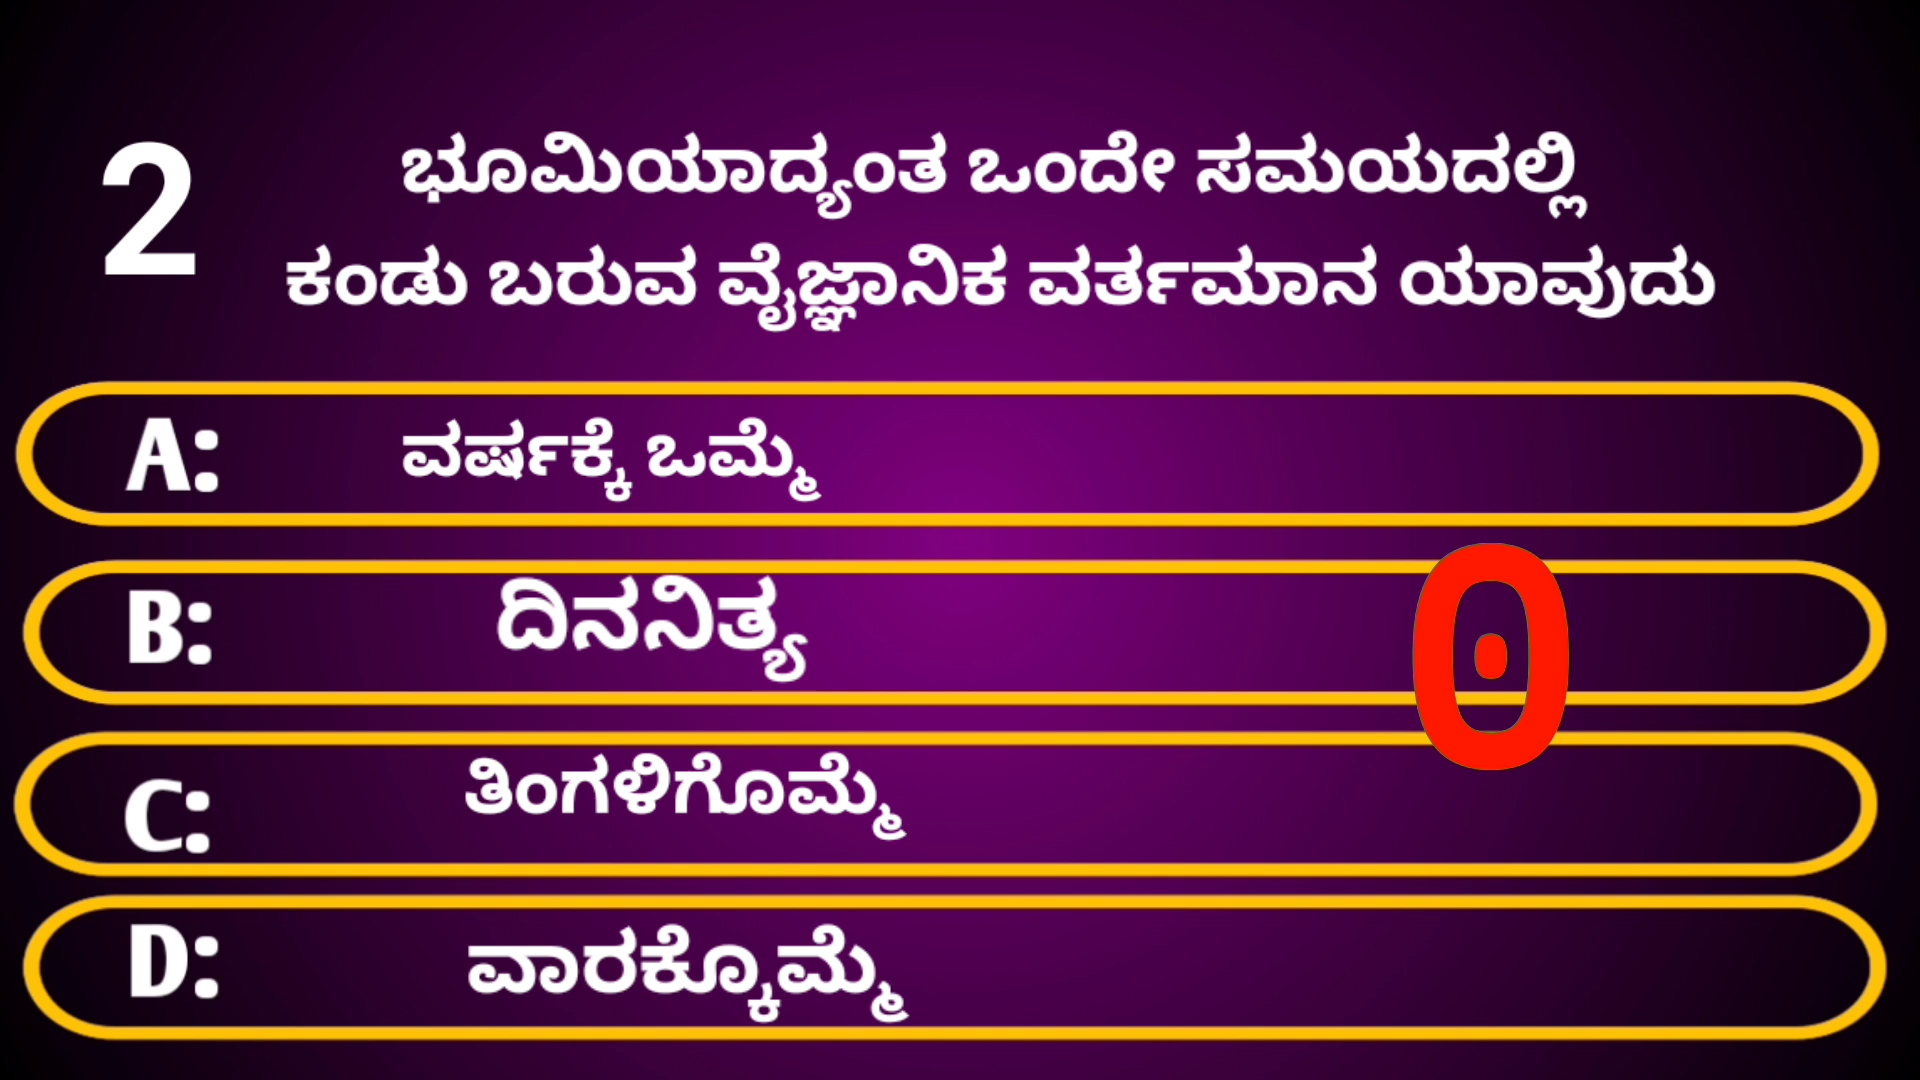 2
ಭೂಮಿಯಾದ್ಯಂತ ಒಂದೇ ಸಮಯದಲ್ಲಿ
ಕಂಡು ಬರುವ ವೈಜ್ಞಾನಿಕ ವರ್ತಮಾನ ಯಾವುದು
A: ವರ್ಷಕ್ಕೆ ಒಮ್ಮೆ
B: ದಿನನಿತ್ಯ
0
C: ತಿಂಗಳಿಗೊಮ್ಮೆ
D: ವಾರಕ್ಕೊಮ್ಮೆ